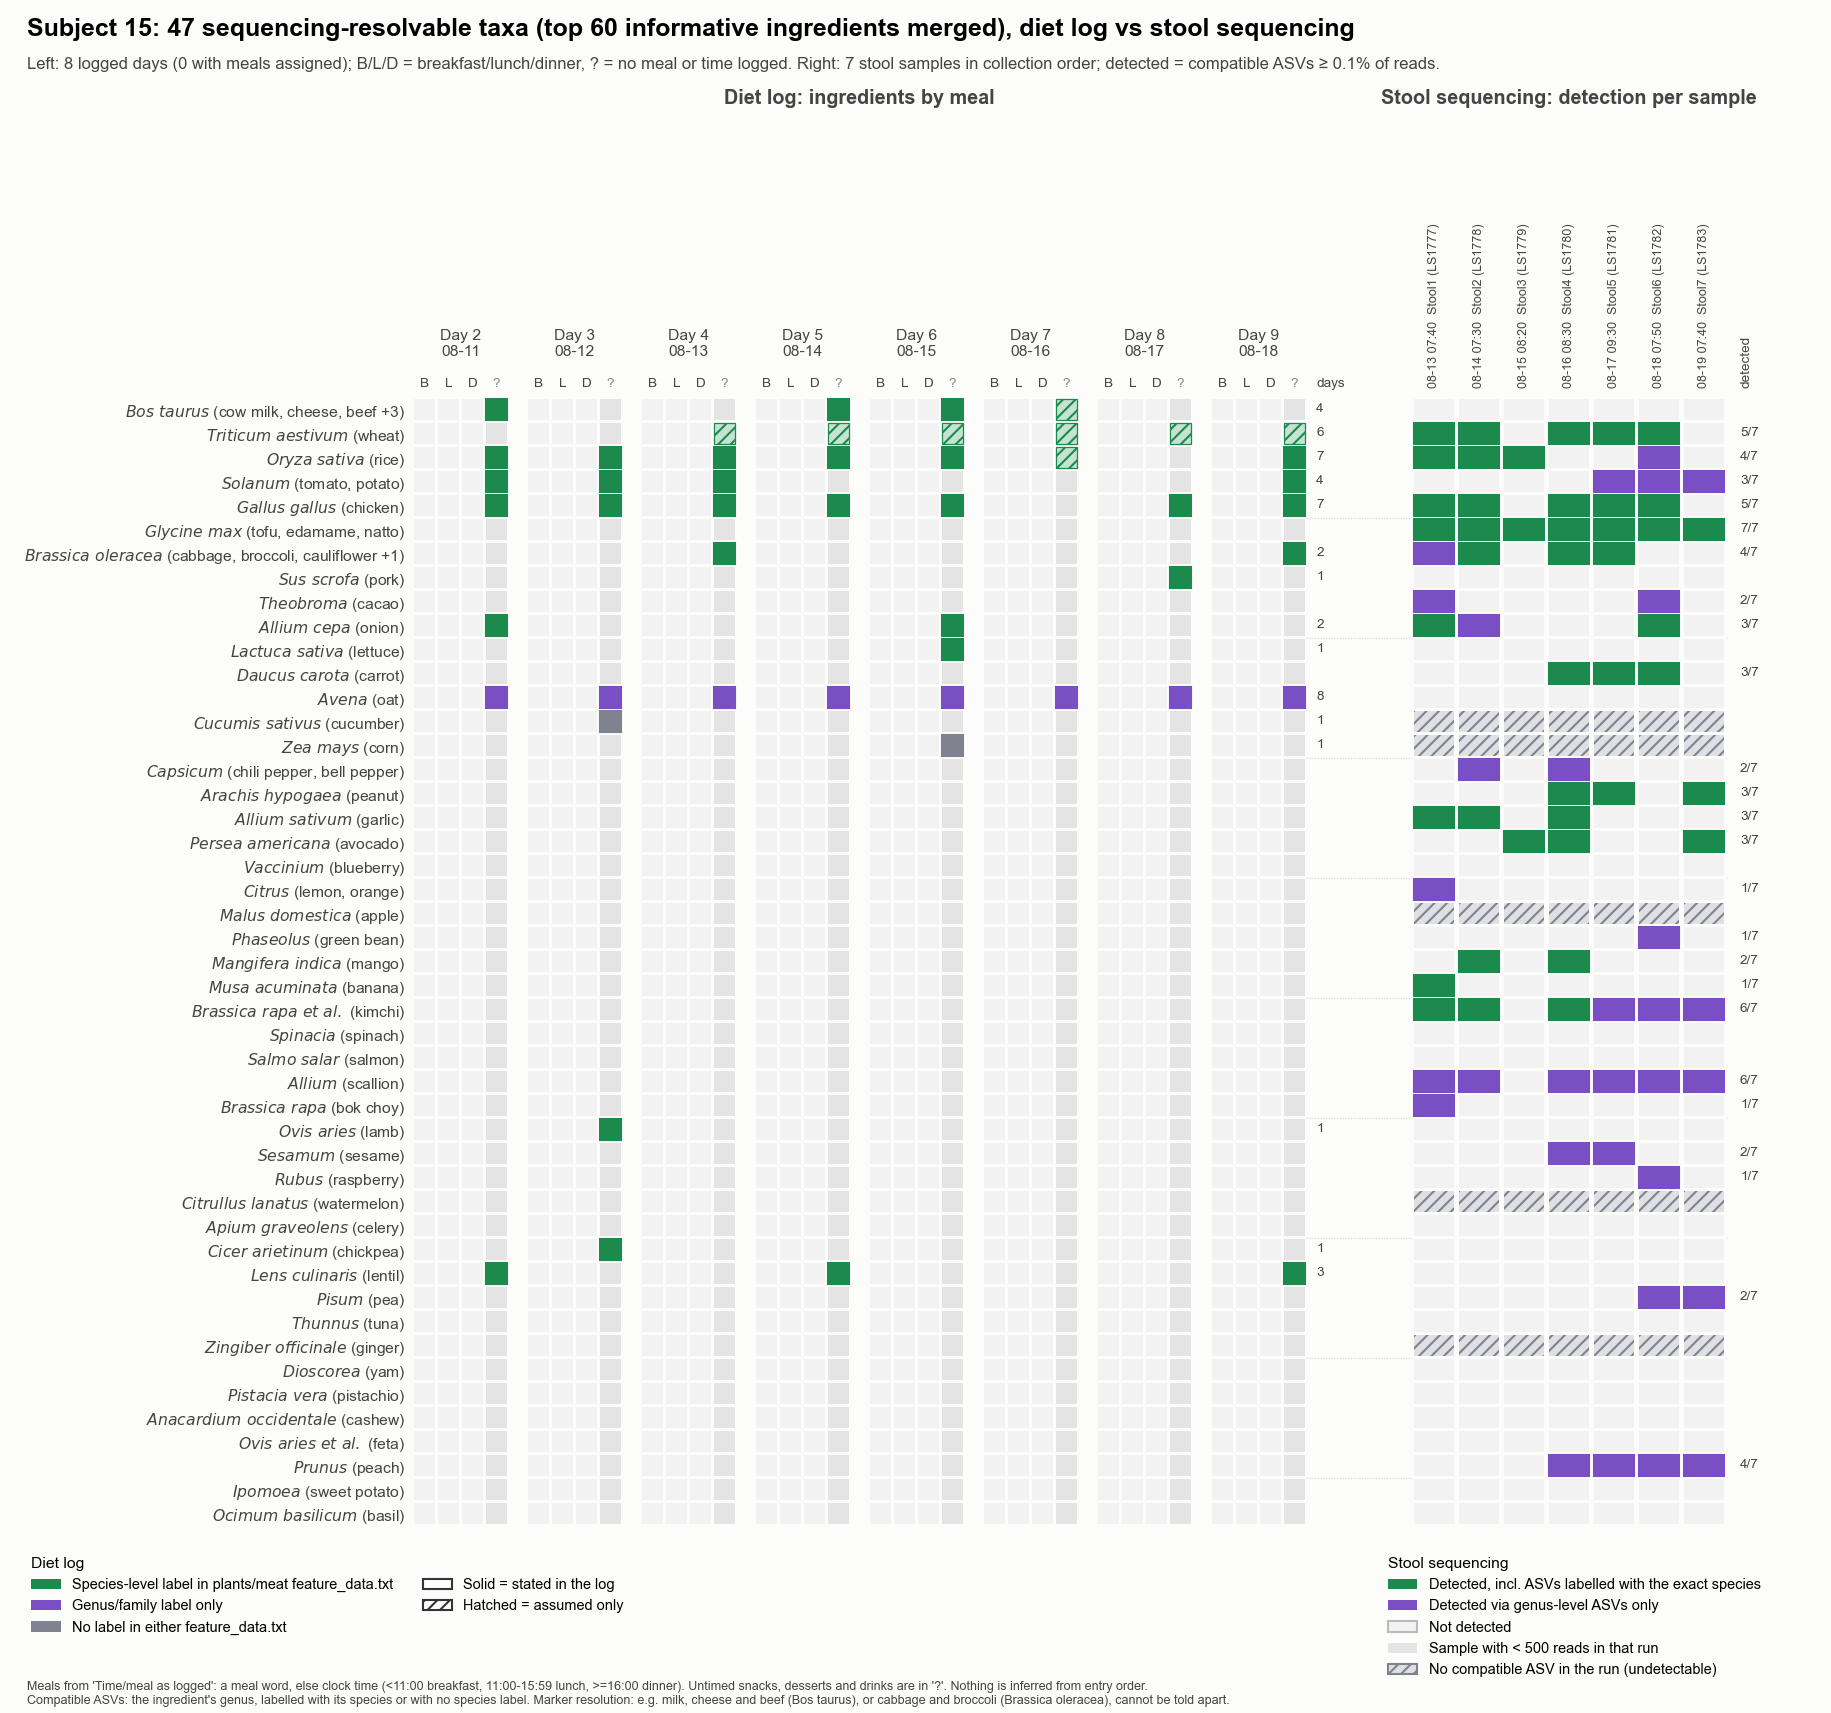 Subject 15: 47 sequencing-resolvable taxa (top 60 informative ingredients merged), diet log vs stool sequencing
Left: 8 logged days (0 with meals assigned); B/L/D = breakfast/lunch/dinner, ? = no meal or time logged. Right: 7 stool samples in collection order; detected = compatible ASVs ≥ 0.1% of reads.
Diet log: ingredients by meal
Stool sequencing: detection per sample
08-13 07:40 Stool1 (LS1777)
08-14 07:30 Stool2 (LS1778)
08-15 08:20 Stool3 (LS1779)
08-16 08:30 Stool4 (LS1780)
08-17 09:30 Stool5 (LS1781)
08-18 07:50 Stool6 (LS1782)
08-19 07:40 Stool7 (LS1783)
detected
Day 2 Day 3 Day 4 Day 5 Day 6 Day 7 Day 8 Day 9
08-11 08-12 08-13 08-14 08-15 08-16 08-17 08-18
B L D ? B L D ? B L D ? B L D ? B L D ? B L D ? B L D ? B L D ? days
Bos taurus (cow milk, cheese, beef +3) 4
Triticum aestivum (wheat) 6 5/7
Oryza sativa (rice) 7 4/7
Solanum (tomato, potato) 4 3/7
Gallus gallus (chicken) 7 5/7
Glycine max (tofu, edamame, natto) 7/7
Brassica oleracea (cabbage, broccoli, cauliflower +1) 2 4/7
Sus scrofa (pork) 1
Theobroma (cacao) 2/7
Allium cepa (onion) 2 3/7
Lactuca sativa (lettuce) 1
Daucus carota (carrot) 3/7
Avena (oat) 8
Cucumis sativus (cucumber) 1
Zea mays (corn) 1
Capsicum (chili pepper, bell pepper) 2/7
Arachis hypogaea (peanut) 3/7
Allium sativum (garlic) 3/7
Persea americana (avocado) 3/7
Vaccinium (blueberry)
Citrus (lemon, orange) 1/7
Malus domestica (apple)
Phaseolus (green bean) 1/7
Mangifera indica (mango) 2/7
Musa acuminata (banana) 1/7
Brassica rapa et al. (kimchi) 6/7
Spinacia (spinach)
Salmo salar (salmon)
Allium (scallion) 6/7
Brassica rapa (bok choy) 1/7
Ovis aries (lamb) 1
Sesamum (sesame) 2/7
Rubus (raspberry) 1/7
Citrullus lanatus (watermelon)
Apium graveolens (celery)
Cicer arietinum (chickpea) 1
Lens culinaris (lentil) 3
Pisum (pea) 2/7
Thunnus (tuna)
Zingiber officinale (ginger)
Dioscorea (yam)
Pistacia vera (pistachio)
Anacardium occidentale (cashew)
Ovis aries et al. (feta)
Prunus (peach) 4/7
Ipomoea (sweet potato)
Ocimum basilicum (basil)
Diet log
Species-level label in plants/meat feature_data.txt
Genus/family label only
No label in either feature_data.txt
Solid = stated in the log
Hatched = assumed only
Stool sequencing
Detected, incl. ASVs labelled with the exact species
Detected via genus-level ASVs only
Not detected
Sample with < 500 reads in that run
No compatible ASV in the run (undetectable)
Meals from 'Time/meal as logged': a meal word, else clock time (<11:00 breakfast, 11:00-15:59 lunch, >=16:00 dinner). Untimed snacks, desserts and drinks are in '?'. Nothing is inferred from entry order.
Compatible ASVs: the ingredient's genus, labelled with its species or with no species label. Marker resolution: e.g. milk, cheese and beef (Bos taurus), or cabbage and broccoli (Brassica oleracea), cannot be told apart.